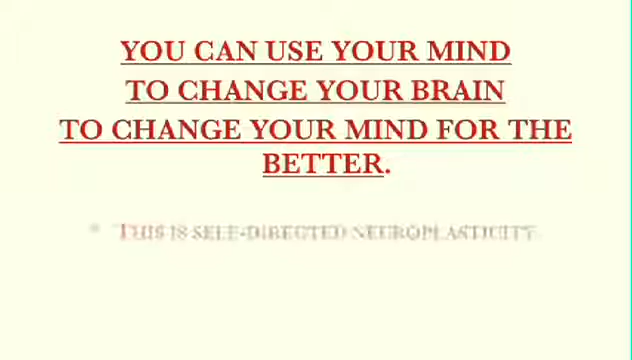 YOU CAN USE YOUR MIND
TO CHANGE YOUR BRAIN
TO CHANGE YOUR MIND FOR THE
BETTER.
• THIS IS SELF-DIRECTED NEUROPLASTICITY